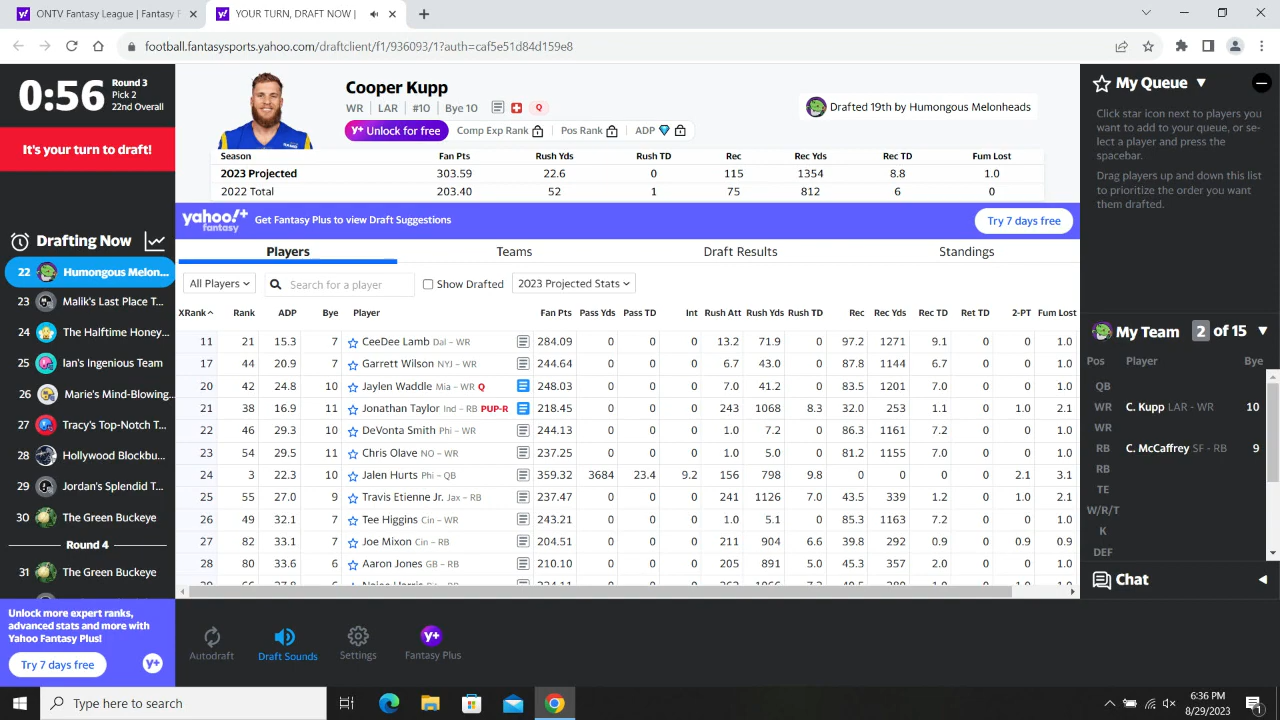 ONTV Fantasy League | Fantasy F
YOUR TURN, DRAFT NOW |
football.fantasysports.yahoo.com/draftclient/f1/936093/1?auth=caf5e51d84d159e8
0:56
Round 3
Pick 2
22nd Overall
It's your turn to draft!
Drafting Now
22 Humongous Melon...
23 Malik's Last Place T...
24 The Halftime Honey...
25 Ian's Ingenious Team
26 Marie's Mind-Blowing...
27 Tracy's Top-Notch T...
28 Hollywood Blockbu...
29 Jordan's Splendid T...
30 The Green Buckeye
Round 4
31 The Green Buckeye
Unlock more expert ranks,
advanced stats and more with
Yahoo Fantasy Plus!
Try 7 days free
y+
Cooper Kupp
WR LAR #10 Bye 10 Q
Drafted 19th by Humongous Melonheads
y+ Unlock for free Comp Exp Rank Pos Rank ADP
Season Fan Pts Rush Yds Rush TD Rec Rec Yds Rec TD Fum Lost
2023 Projected 303.59 22.6 0 115 1354 8.8 1.0
2022 Total 203.40 52 1 75 812 6 0
yahoo!+
fantasy
Get Fantasy Plus to view Draft Suggestions
Try 7 days free
Players Teams Draft Results Standings
All Players Search for a player Show Drafted 2023 Projected Stats
XRank Rank ADP Bye Player Fan Pts Pass Yds Pass TD Int Rush Att Rush Yds Rush TD Rec Rec Yds Rec TD Ret TD 2-PT Fum Lost
11 21 15.3 7 CeeDee Lamb Dal - WR 284.09 0 0 0 13.2 71.9 0 97.2 1271 9.1 0 0 1.0
17 44 20.9 7 Garrett Wilson NYJ - WR 244.64 0 0 0 6.7 43.0 0 87.8 1144 6.7 0 0 1.0
20 42 24.8 10 Jaylen Waddle Mia - WR Q 248.03 0 0 0 7.0 41.2 0 83.5 1201 7.0 0 0 1.0
21 38 16.9 11 Jonathan Taylor Ind - RB PUP-R 218.45 0 0 0 243 1068 8.3 32.0 253 1.1 0 1.0 2.1
22 46 29.3 10 DeVonta Smith Phi - WR 244.13 0 0 0 1.0 7.2 0 86.3 1161 7.2 0 0 1.0
23 54 29.5 11 Chris Olave NO - WR 237.25 0 0 0 1.0 5.0 0 81.2 1155 7.0 0 0 1.0
24 3 22.3 10 Jalen Hurts Phi - QB 359.32 3684 23.4 9.2 156 798 9.8 0 0 0 0 2.1 3.1
25 55 27.0 9 Travis Etienne Jr. Jax - RB 237.47 0 0 0 241 1126 7.0 43.5 339 1.2 0 1.0 2.1
26 49 32.1 7 Tee Higgins Cin - WR 243.21 0 0 0 1.0 5.1 0 85.3 1163 7.2 0 0 1.0
27 82 33.1 7 Joe Mixon Cin - RB 204.51 0 0 0 211 904 6.6 39.8 292 0.9 0 0.9 0.9
28 80 33.6 6 Aaron Jones GB - RB 210.10 0 0 0 205 891 5.0 45.3 357 2.0 0 0 1.0
Autodraft
Draft Sounds
Settings
y+
Fantasy Plus
My Queue
Click star icon next to players you
want to add to your queue, or se-
lect a player and press the
spacebar.
Drag players up and down this list
to prioritize the order you want
them drafted.
My Team 2 of 15
Pos Player Bye
QB
WR C. Kupp LAR - WR 10
WR
RB C. McCaffrey SF - RB 9
RB
TE
W/R/T
K
DEF
Chat
Type here to search
6:36 PM
8/29/2023
1